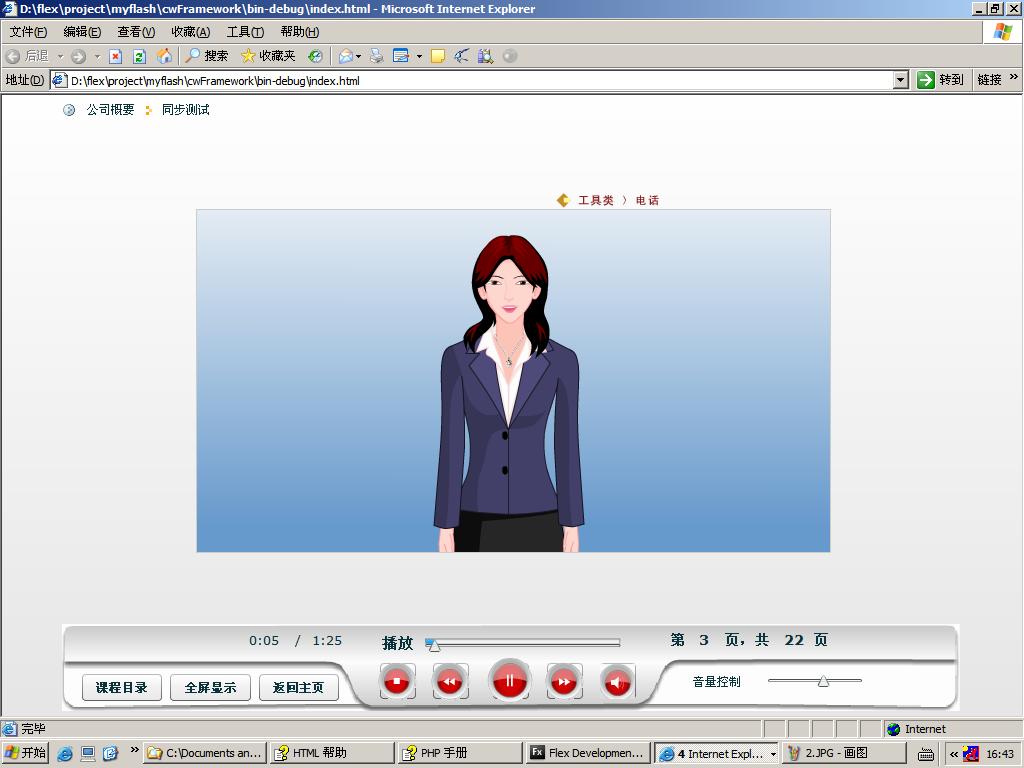 D:\flex\project\myflash\cwFramework\bin-debug\index.html - Microsoft Internet Explorer
文件(F) 编辑(E) 查看(V) 收藏(A) 工具(T) 帮助(H)
后退 搜索 收藏夹
地址(D) D:\flex\project\myflash\cwFramework\bin-debug\index.html 转到 链接 »
公司概要 同步测试
工具类 〉 电话
0:05 / 1:25 播放 第 3 页，共 22 页
课程目录 全屏显示 返回主页 音量控制
完毕 Internet
开始 » C:\Documents an... HTML 帮助 PHP 手册 Fx Flex Developmen... 4 Internet Expl... 2.JPG - 画图 « 16:43